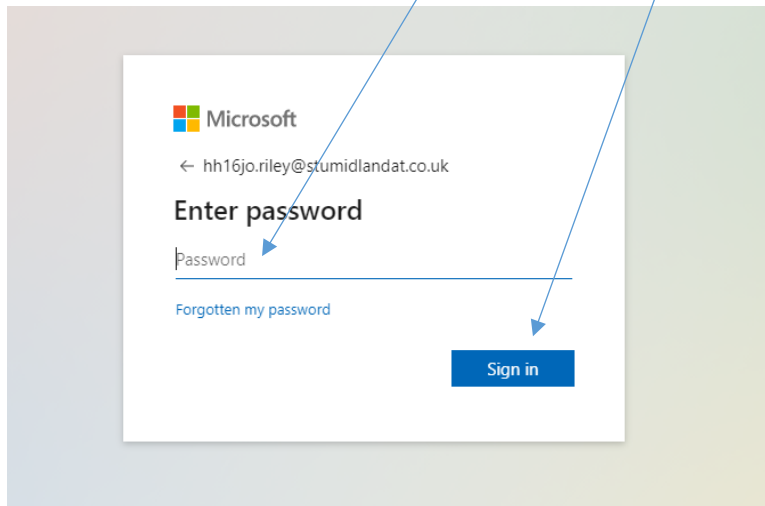 Microsoft
← hh16jo.riley@stumidlandat.co.uk
Enter password
Password
Forgotten my password
Sign in